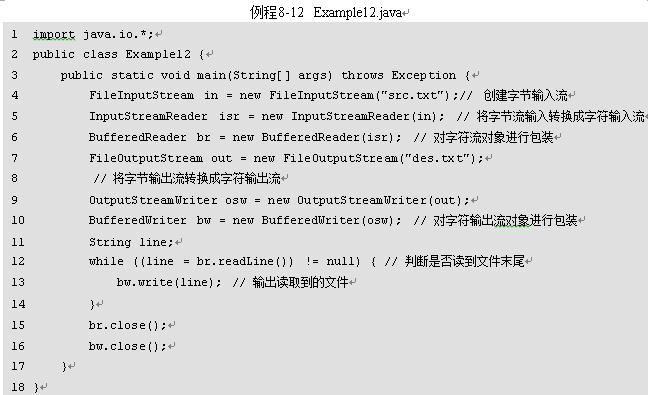 例程8-12 Example12.java
1 import java.io.*;
2 public class Example12 {
3 public static void main(String[] args) throws Exception {
4 FileInputStream in = new FileInputStream("src.txt");// 创建字节输入流
5 InputStreamReader isr = new InputStreamReader(in); // 将字节流输入转换成字符输入流
6 BufferedReader br = new BufferedReader(isr); // 对字符流对象进行包装
7 FileOutputStream out = new FileOutputStream("des.txt");
8 // 将字节输出流转换成字符输出流
9 OutputStreamWriter osw = new OutputStreamWriter(out);
10 BufferedWriter bw = new BufferedWriter(osw); // 对字符输出流对象进行包装
11 String line;
12 while ((line = br.readLine()) != null) { // 判断是否读到文件末尾
13 bw.write(line); // 输出读取到的文件
14 }
15 br.close();
16 bw.close();
17 }
18 }